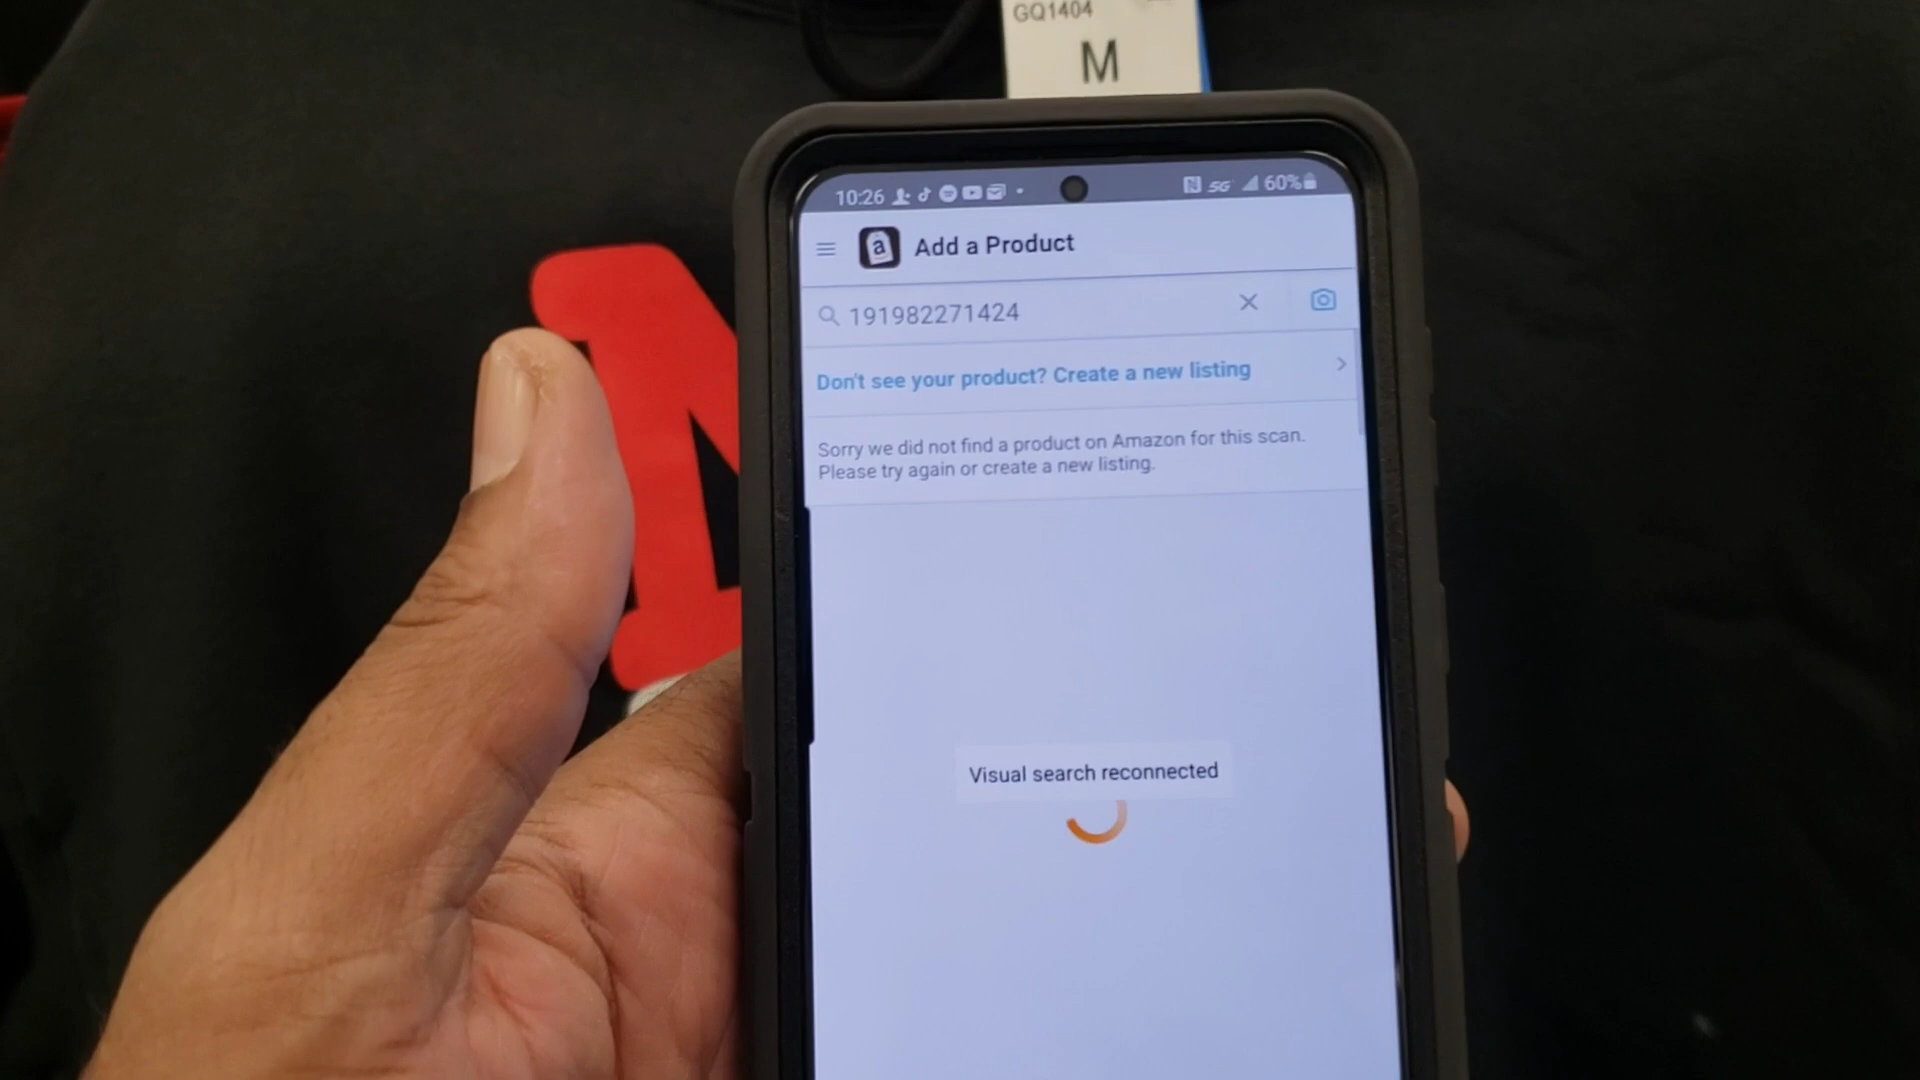 GQ1404
M
10:26 5G 60%
Add a Product
191982271424
Don't see your product? Create a new listing
Sorry we did not find a product on Amazon for this scan.
Please try again or create a new listing.
Visual search reconnected